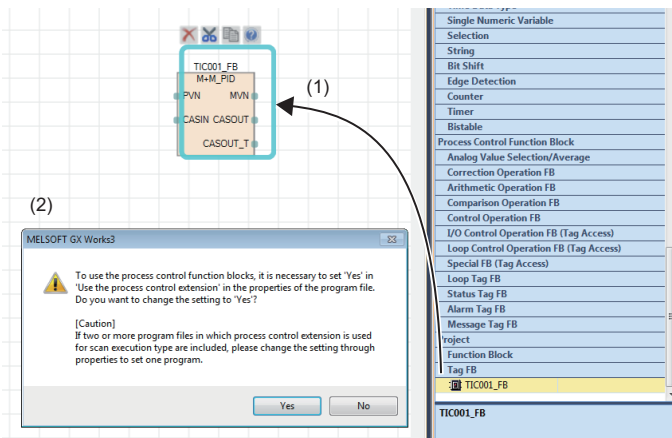 TIC001_FB
M+M_PID
PVN MVN
CASIN CASOUT
CASOUT_T
(1)
(2)
MELSOFT GX Works3
To use the process control function blocks, it is necessary to set 'Yes' in
'Use the process control extension' in the properties of the program file.
Do you want to change the setting to 'Yes'?
[Caution]
If two or more program files in which process control extension is used
for scan execution type are included, please change the setting through
properties to set one program.
Yes No
Time Data Type
Single Numeric Variable
Selection
String
Bit Shift
Edge Detection
Counter
Timer
Bistable
Process Control Function Block
Analog Value Selection/Average
Correction Operation FB
Arithmetic Operation FB
Comparison Operation FB
Control Operation FB
I/O Control Operation FB (Tag Access)
Loop Control Operation FB (Tag Access)
Special FB (Tag Access)
Loop Tag FB
Status Tag FB
Alarm Tag FB
Message Tag FB
Project
Function Block
Tag FB
TIC001_FB
TIC001_FB